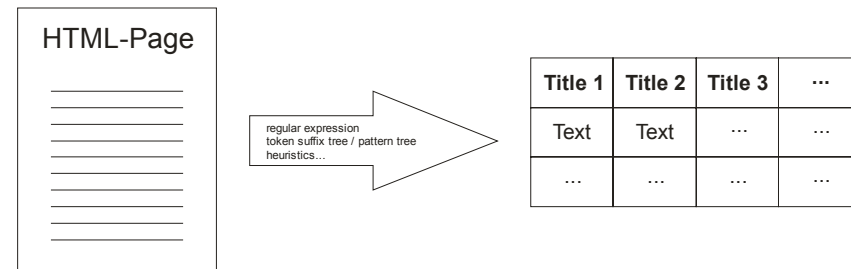 HTML-Page
regular expression
token suffix tree / pattern tree
heuristics...
Title 1 Title 2 Title 3 ...
Text Text ... ...
... ... ... ...